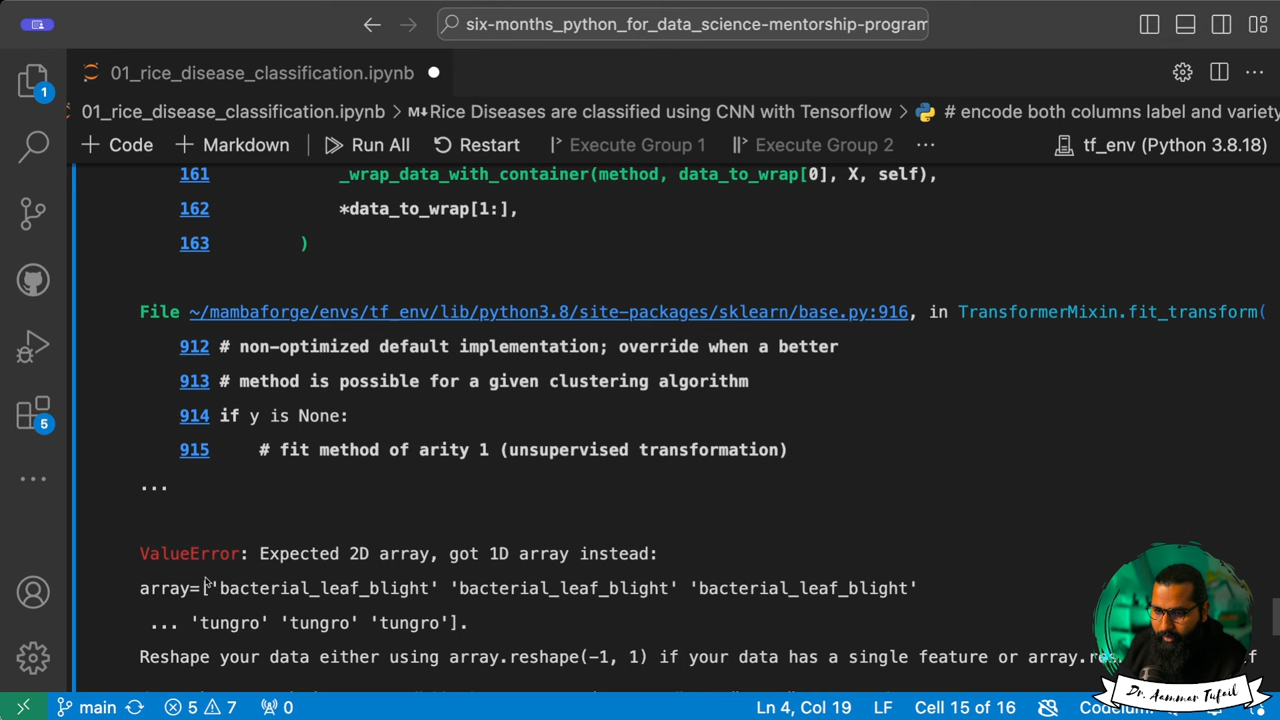 six-months_python_for_data_science-mentorship-program
01_rice_disease_classification.ipynb
01_rice_disease_classification.ipynb > M↓Rice Diseases are classified using CNN with Tensorflow > # encode both columns label and variety
+ Code + Markdown Run All Restart Execute Group 1 Execute Group 2 ... tf_env (Python 3.8.18)
161 _wrap_data_with_container(method, data_to_wrap[0], X, self),
162 *data_to_wrap[1:],
163 )
File ~/mambaforge/envs/tf_env/lib/python3.8/site-packages/sklearn/base.py:916, in TransformerMixin.fit_transform(
912 # non-optimized default implementation; override when a better
913 # method is possible for a given clustering algorithm
914 if y is None:
915 # fit method of arity 1 (unsupervised transformation)
...
ValueError: Expected 2D array, got 1D array instead:
array=['bacterial_leaf_blight' 'bacterial_leaf_blight' 'bacterial_leaf_blight'
... 'tungro' 'tungro' 'tungro'].
Reshape your data either using array.reshape(-1, 1) if your data has a single feature or if
1
5
Dr. Aammar Tufail
main 5 7 0 Ln 4, Col 19 LF Cell 15 of 16